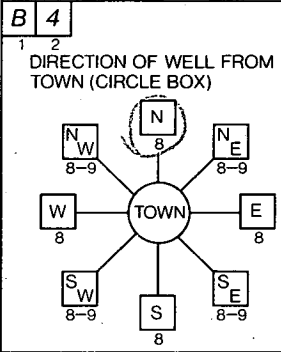 B 4
1 2
DIRECTION OF WELL FROM
TOWN (CIRCLE BOX)
N
8
NW
8-9
NE
8-9
W
8
TOWN
E
8
SW
8-9
SE
8-9
S
8